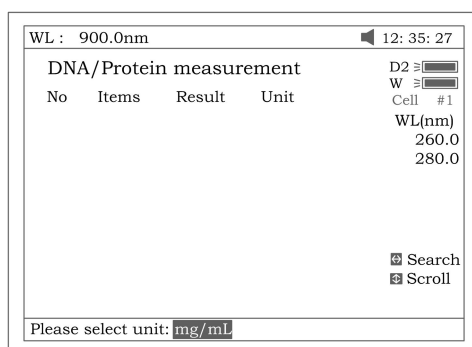 WL : 900.0nm 12: 35: 27
DNA/Protein measurement
No Items Result Unit
D2
W
Cell #1
WL(nm)
260.0
280.0
Search
Scroll
Please select unit: mg/mL